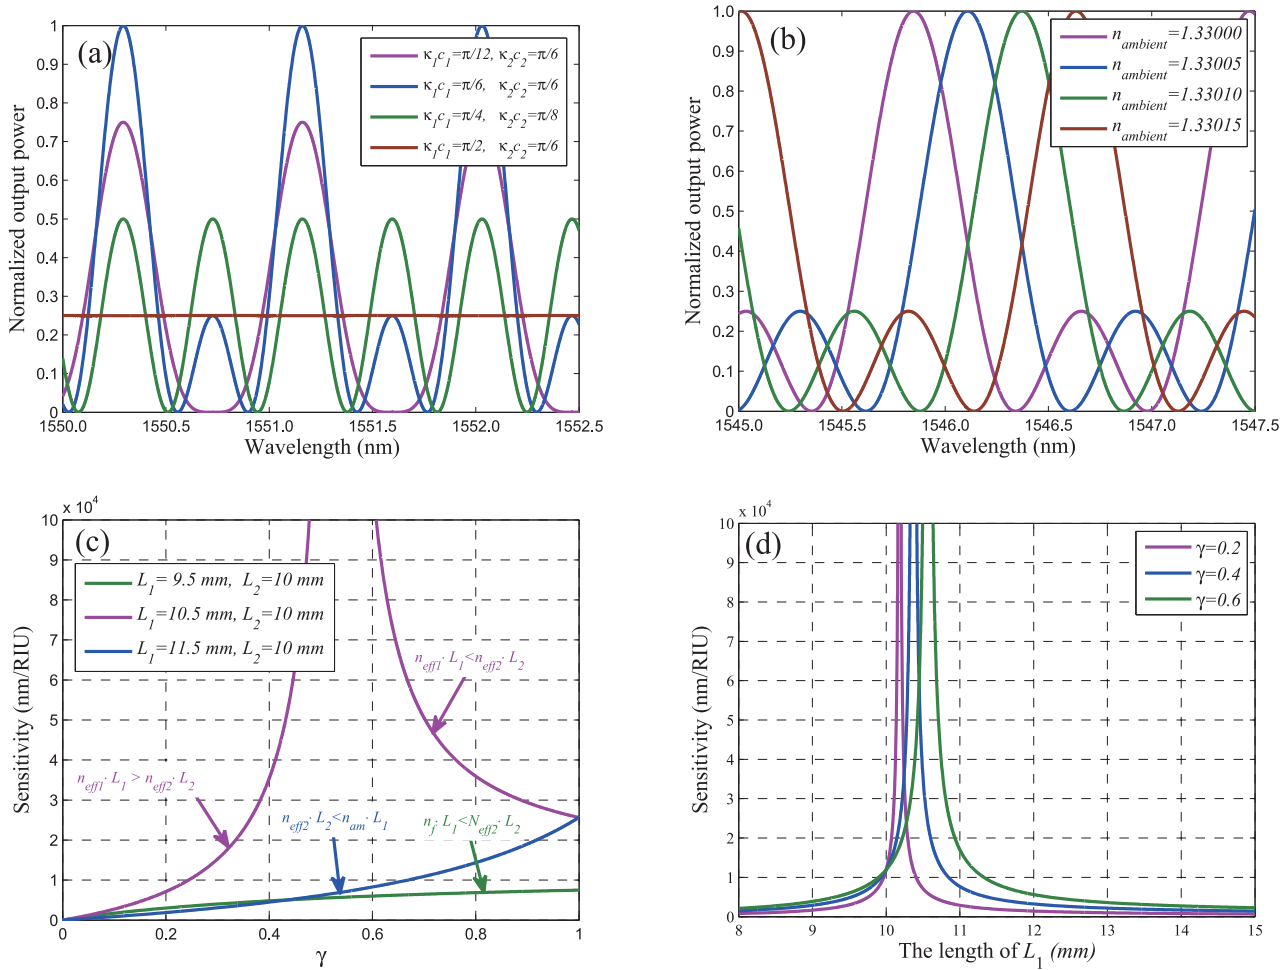 (a)
Normalized output power
1
0.9
0.8
0.7
0.6
0.5
0.4
0.3
0.2
0.1
0
κ1c1=π/12, κ2c2=π/6
κ1c1=π/6, κ2c2=π/6
κ1c1=π/4, κ2c2=π/8
κ1c1=π/2, κ2c2=π/6
1550.0 1550.5 1551.0 1551.5 1552.0 1552.5
Wavelength (nm)
(b)
Normalized output power
1
0.9
0.8
0.7
0.6
0.5
0.4
0.3
0.2
0.1
0
nambient=1.33000
nambient=1.33005
nambient=1.33010
nambient=1.33015
1545.0 1545.5 1546.0 1546.5 1547.0 1547.5
Wavelength (nm)
(c)
x 10^4
Sensitivity (nm/RIU)
10
9
8
7
6
5
4
3
2
1
0
L1= 9.5 mm, L2=10 mm
L1=10.5 mm, L2=10 mm
L1=11.5 mm, L2=10 mm
neff1· L1<neff2· L2
neff1· L1 > neff2· L2
neff2· L2<nam· L1
nf· L1<Neff2· L2
0 0.2 0.4 0.6 0.8 1
γ
(d)
x 10^4
Sensitivity (nm/RIU)
10
9
8
7
6
5
4
3
2
1
0
γ=0.2
γ=0.4
γ=0.6
8 9 10 11 12 13 14 15
The length of L1 (mm)